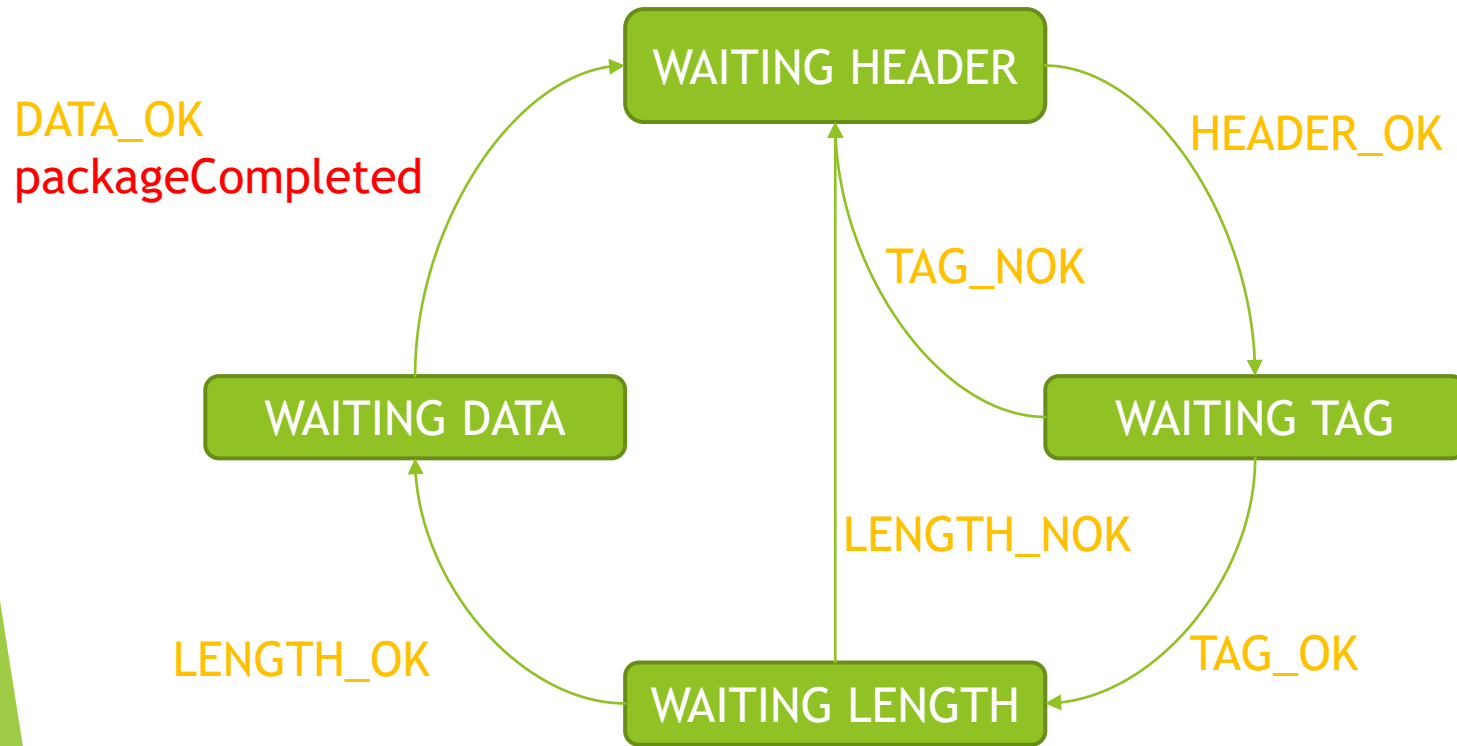 WAITING HEADER
DATA_OK
packageCompleted
HEADER_OK
TAG_NOK
WAITING DATA
WAITING TAG
LENGTH_NOK
LENGTH_OK
TAG_OK
WAITING LENGTH